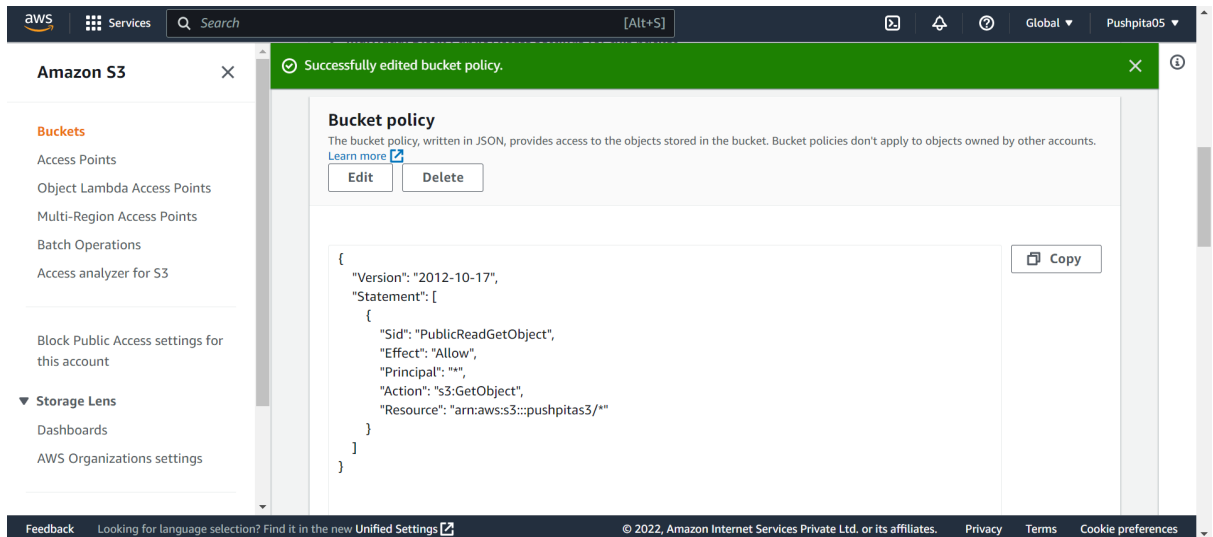 aws
Services
Search
[Alt+S]
Global ▼
Pushpita05 ▼
Amazon S3
Buckets
Access Points
Object Lambda Access Points
Multi-Region Access Points
Batch Operations
Access analyzer for S3
Block Public Access settings for
this account
▼ Storage Lens
Dashboards
AWS Organizations settings
Successfully edited bucket policy.
Bucket policy
The bucket policy, written in JSON, provides access to the objects stored in the bucket. Bucket policies don't apply to objects owned by other accounts.
Learn more
Edit
Delete
Copy
{
"Version": "2012-10-17",
"Statement": [
{
"Sid": "PublicReadGetObject",
"Effect": "Allow",
"Principal": "*",
"Action": "s3:GetObject",
"Resource": "arn:aws:s3:::pushpitas3/*"
}
]
}
Feedback
Looking for language selection? Find it in the new Unified Settings
© 2022, Amazon Internet Services Private Ltd. or its affiliates.
Privacy
Terms
Cookie preferences